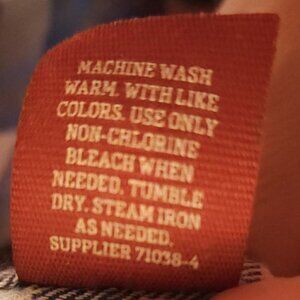 MACHINE WASH
WARM. WITH LIKE
COLORS. USE ONLY
NON-CHLORINE
BLEACH WHEN
NEEDED. TUMBLE
DRY. STEAM IRON
AS NEEDED.
SUPPLIER 71038-4